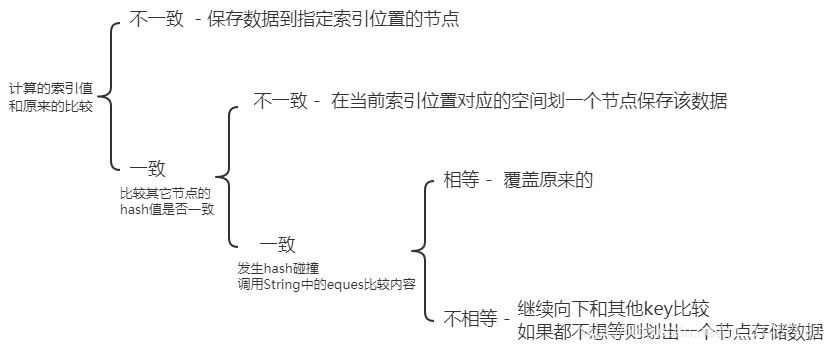 不一致 - 保存数据到指定索引位置的节点
计算的索引值
和原来的比较
不一致 - 在当前索引位置对应的空间划一个节点保存该数据
一致
比较其它节点的
hash值是否一致
相等 - 覆盖原来的
一致
发生hash碰撞
调用String中的eques比较内容
不相等 - 继续向下和其他key比较
如果都不想等则划出一个节点存储数据